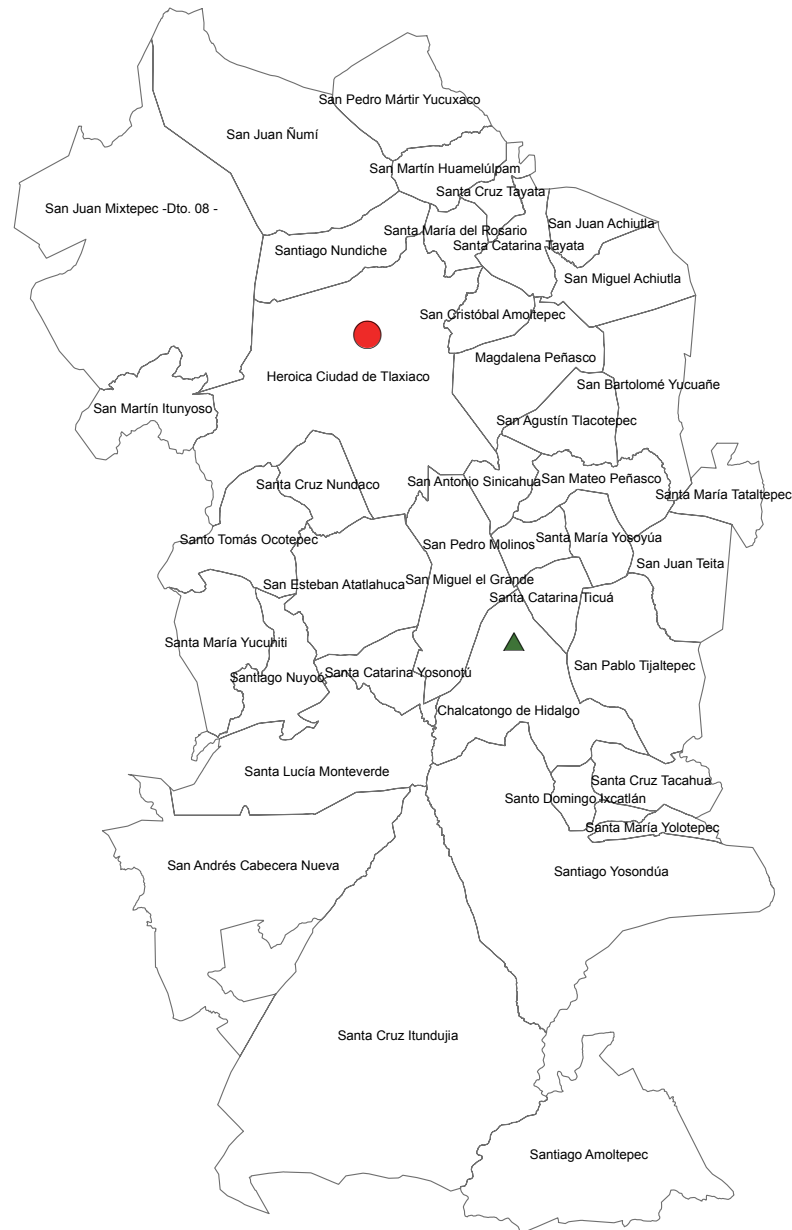 San Pedro Mártir Yucuxaco
San Juan Ñumí
San Martín Huamelúlpam
Santa Cruz Tayata
San Juan Mixtepec -Dto. 08 -
San Juan Achiutla
Santa María del Rosario
Santa Catarina Tayata
Santiago Nundiche
San Miguel Achiutla
San Cristóbal Amoltepec
Magdalena Peñasco
Heroica Ciudad de Tlaxiaco
San Bartolomé Yucuañe
San Martín Itunyoso
San Agustín Tlacotepec
San Antonio Sinicahua
San Mateo Peñasco
Santa Cruz Nundaco
Santa María Tataltepec
Santo Tomás Ocotepec
San Pedro Molinos
Santa María Yosoyúa
San Juan Teita
San Esteban Atatlahuca
San Miguel el Grande
Santa Catarina Ticuá
Santa María Yucuhiti
San Pablo Tijaltepec
Santiago Nuyoó
Santa Catarina Yosonotú
Chalcatongo de Hidalgo
Santa Lucía Monteverde
Santa Cruz Tacahua
Santo Domingo Ixcatlán
Santa María Yolotepec
San Andrés Cabecera Nueva
Santiago Yosondúa
Santa Cruz Itundujia
Santiago Amoltepec